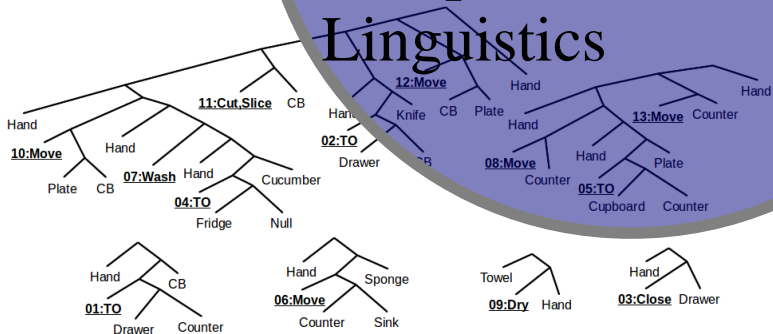 Linguistics
12:Move
Hand
Hand
11:Cut,Slice
CB
CB
Plate
Knife
13:Move
Counter
Hand
Hand
Hand
02:TO
10:Move
Hand
Drawer
08:Move
Hand
Plate
07:Wash
Hand
Cucumber
Counter
05:TO
Plate
CB
04:TO
Cupboard
Counter
Fridge
Null
Hand
CB
Hand
Sponge
Towel
Hand
01:TO
06:Move
09:Dry
Hand
03:Close
Drawer
Drawer
Counter
Counter
Sink